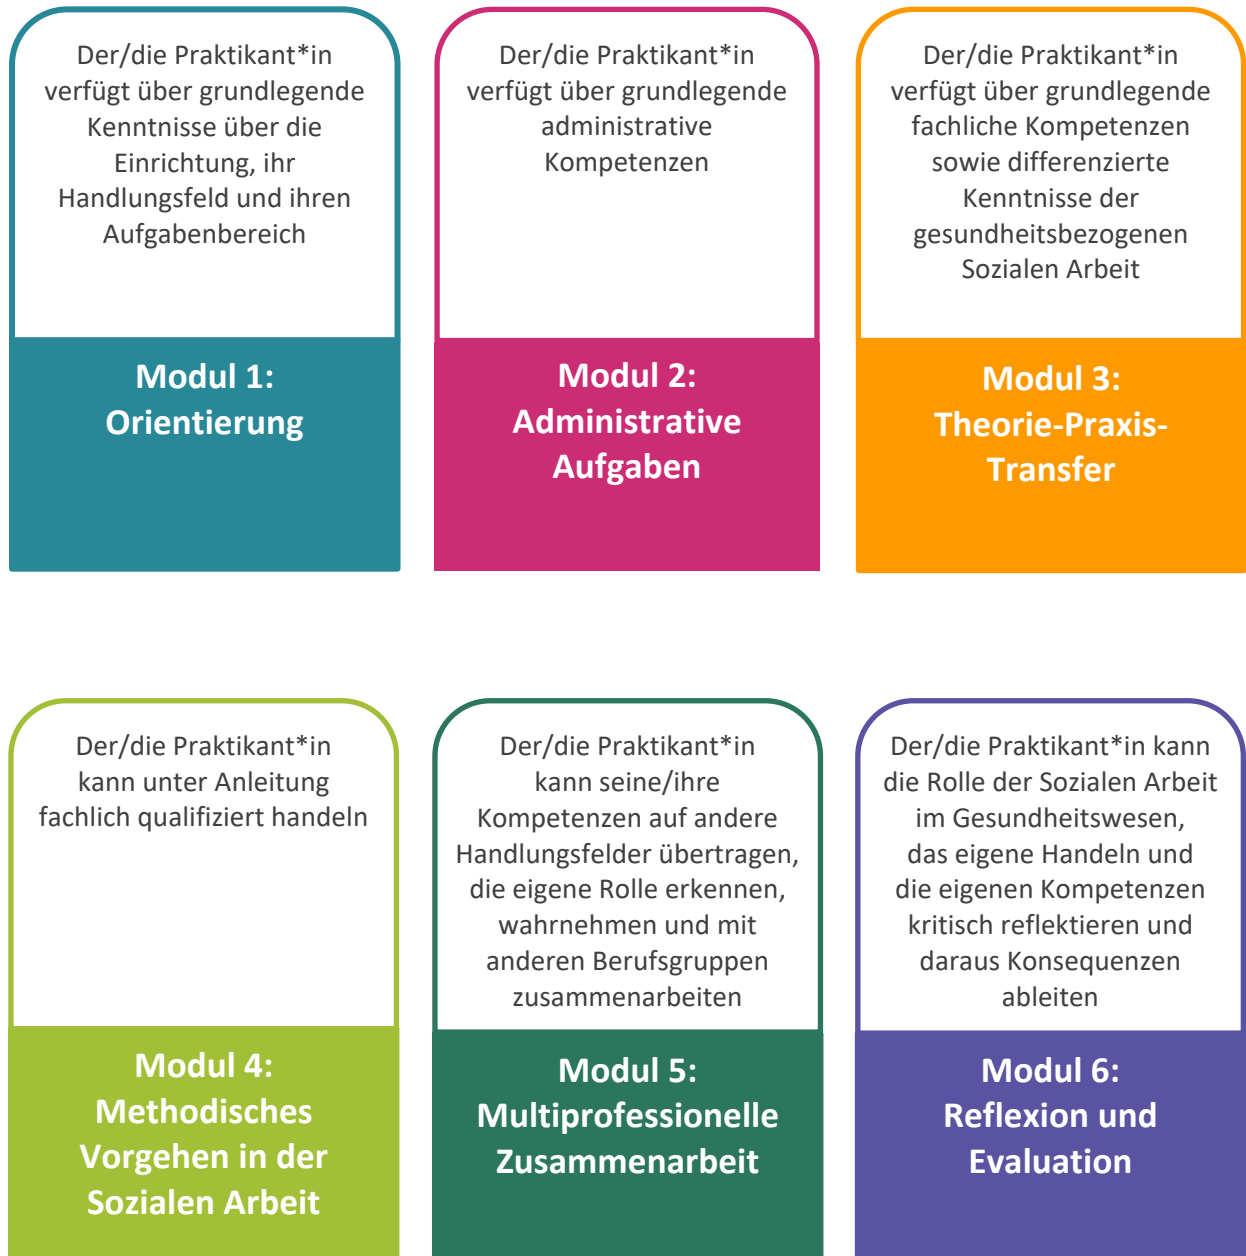 Der/die Praktikant*in
verfügt über grundlegende
Kenntnisse über die
Einrichtung, ihr
Handlungsfeld und ihren
Aufgabenbereich
Modul 1:
Orientierung
Der/die Praktikant*in
verfügt über grundlegende
administrative
Kompetenzen
Modul 2:
Administrative
Aufgaben
Der/die Praktikant*in
verfügt über grundlegende
fachliche Kompetenzen
sowie differenzierte
Kenntnisse der
gesundheitsbezogenen
Sozialen Arbeit
Modul 3:
Theorie-Praxis-
Transfer
Der/die Praktikant*in
kann unter Anleitung
fachlich qualifiziert handeln
Modul 4:
Methodisches
Vorgehen in der
Sozialen Arbeit
Der/die Praktikant*in
kann seine/ihre
Kompetenzen auf andere
Handlungsfelder übertragen,
die eigene Rolle erkennen,
wahrnehmen und mit
anderen Berufsgruppen
zusammenarbeiten
Modul 5:
Multiprofessionelle
Zusammenarbeit
Der/die Praktikant*in kann
die Rolle der Sozialen Arbeit
im Gesundheitswesen,
das eigene Handeln und
die eigenen Kompetenzen
kritisch reflektieren und
daraus Konsequenzen
ableiten
Modul 6:
Reflexion und
Evaluation